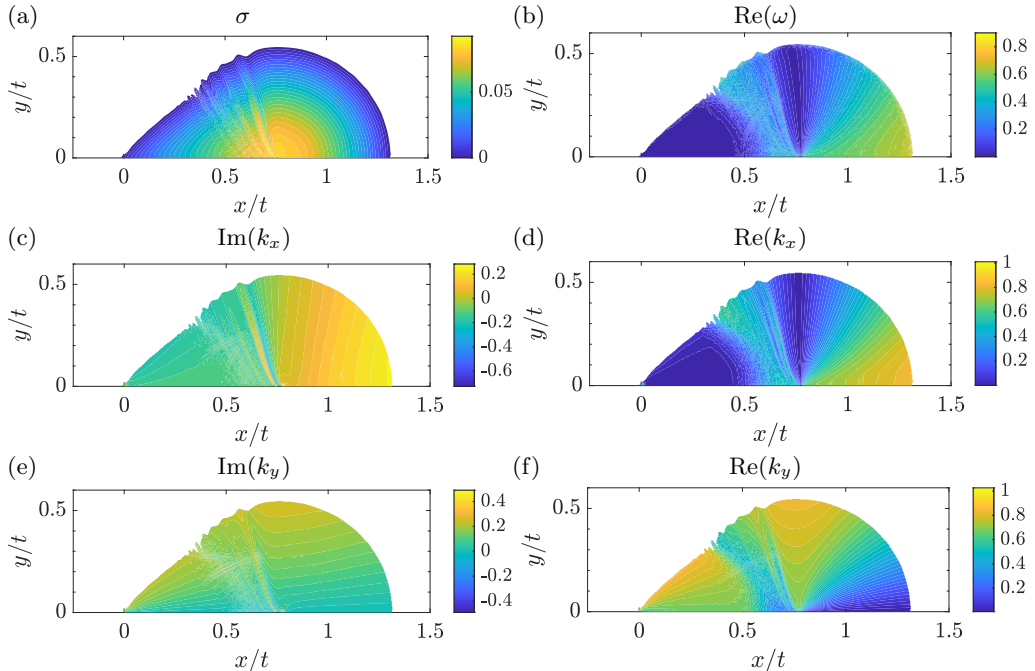 (a) σ
y/t
0.5
0
0 0.5 1 1.5
x/t
0.05
0
(b) Re(ω)
y/t
0.5
0
0 0.5 1 1.5
x/t
0.8
0.6
0.4
0.2
(c) Im(k_x)
y/t
0.5
0
0 0.5 1 1.5
x/t
0.2
0
-0.2
-0.4
-0.6
(d) Re(k_x)
y/t
0.5
0
0 0.5 1 1.5
x/t
1
0.8
0.6
0.4
0.2
(e) Im(k_y)
y/t
0.5
0
0 0.5 1 1.5
x/t
0.4
0.2
0
-0.2
-0.4
(f) Re(k_y)
y/t
0.5
0
0 0.5 1 1.5
x/t
1
0.8
0.6
0.4
0.2